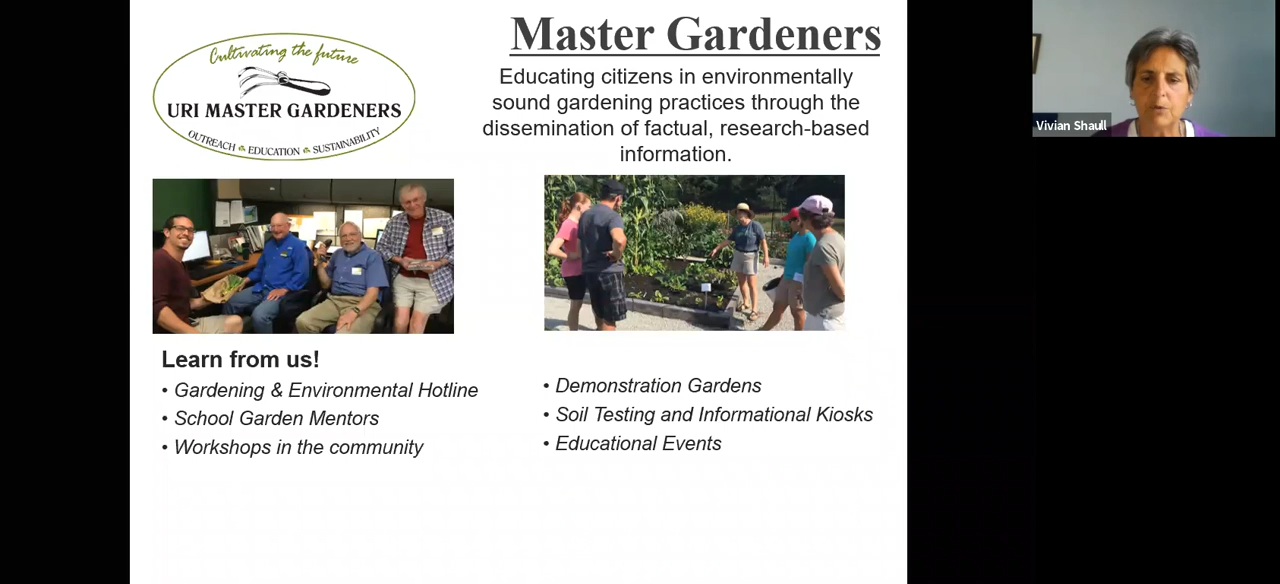 Cultivating the future
URI MASTER GARDENERS
OUTREACH EDUCATION SUSTAINABILITY
Master Gardeners
Educating citizens in environmentally
sound gardening practices through the
dissemination of factual, research-based
information.
Vivian Shaull
Learn from us!
• Gardening & Environmental Hotline
• School Garden Mentors
• Workshops in the community
• Demonstration Gardens
• Soil Testing and Informational Kiosks
• Educational Events